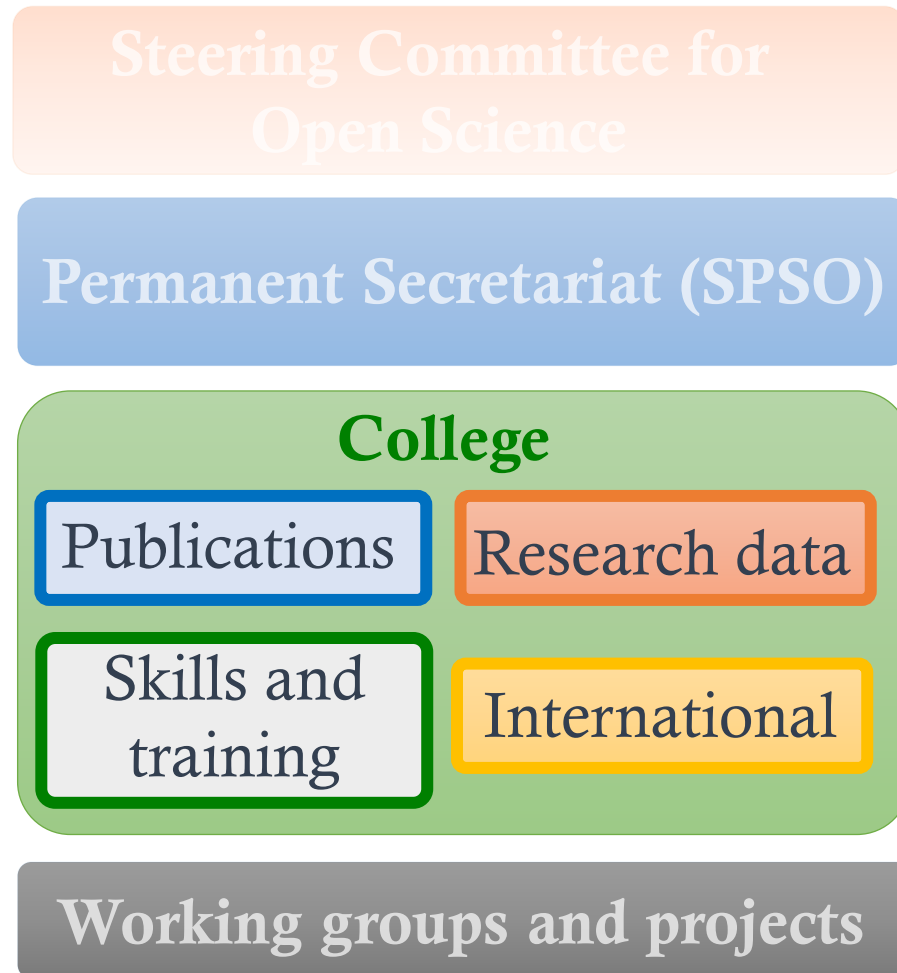 Steering Committee for
Open Science
Permanent Secretariat (SPSO)
College
Publications
Research data
Skills and
training
International
Working groups and projects